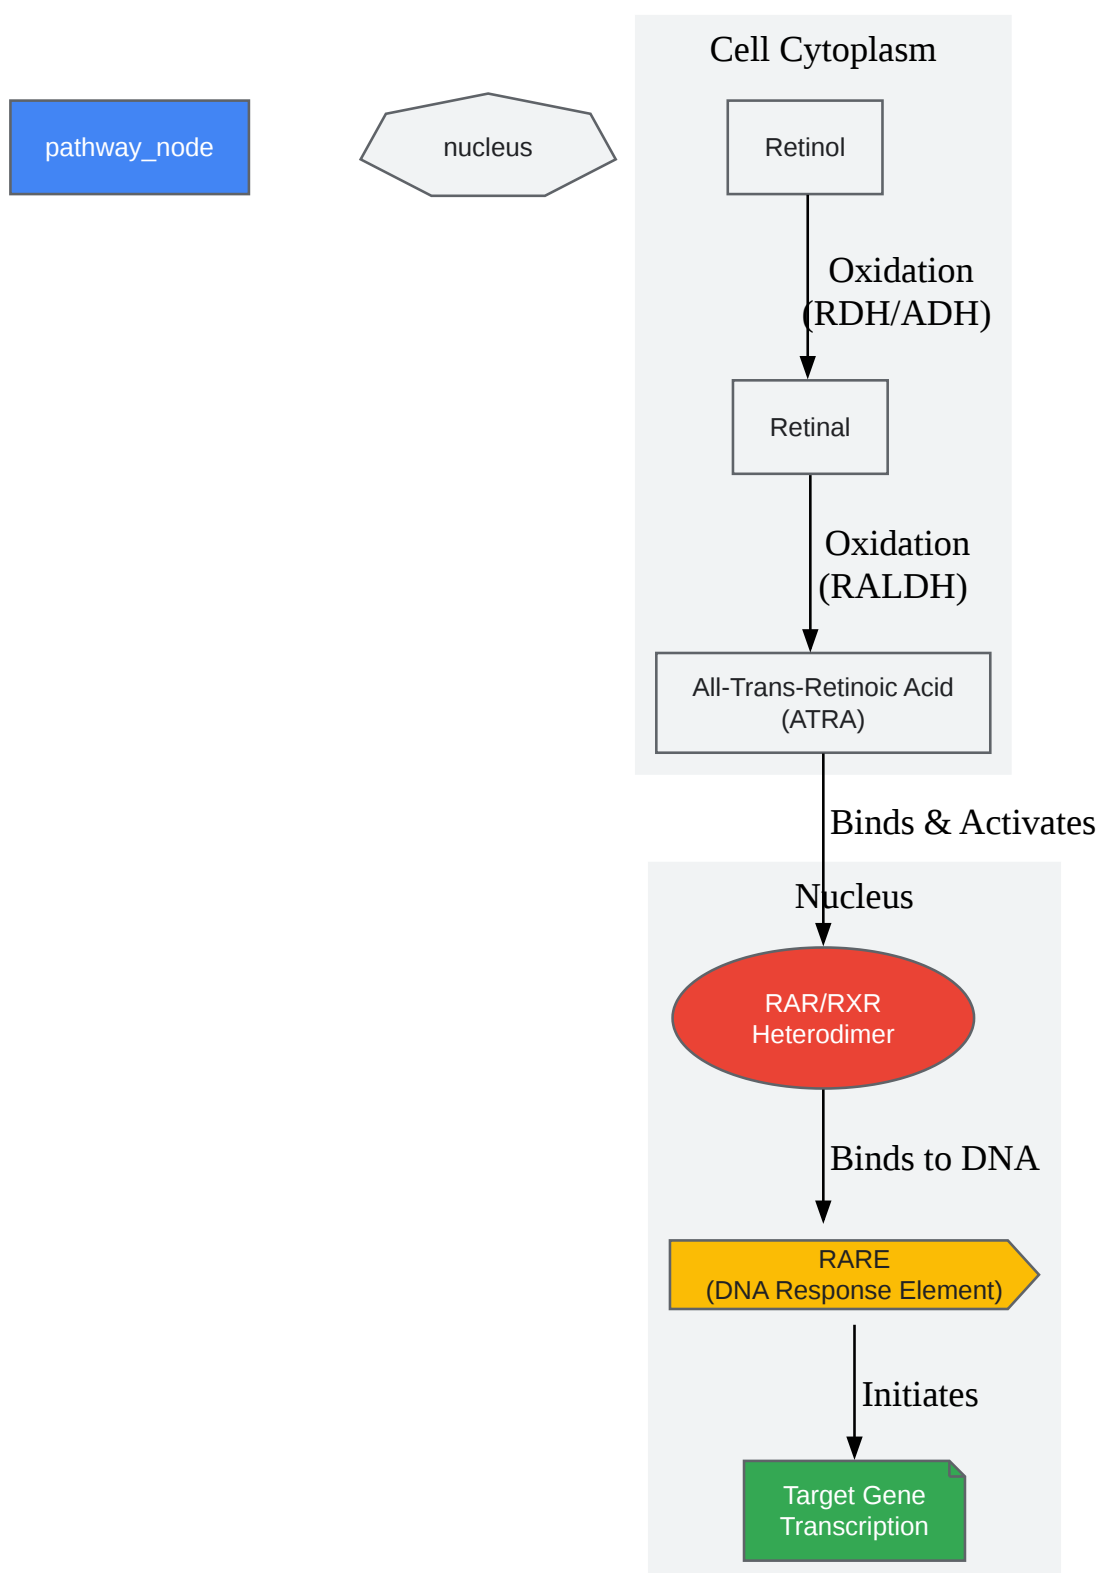 Cell Cytoplasm
pathway_node
nucleus
Retinol
Oxidation
(RDH/ADH)
Retinal
Oxidation
(RALDH)
All-Trans-Retinoic Acid
(ATRA)
Binds & Activates
Nucleus
RAR/RXR
Heterodimer
Binds to DNA
RARE
(DNA Response Element)
Initiates
Target Gene
Transcription